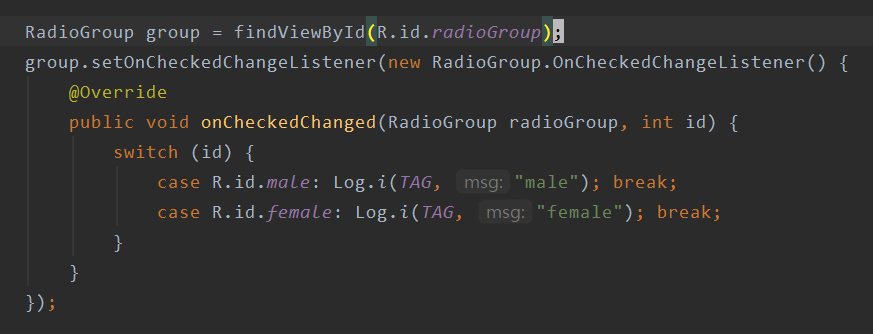 RadioGroup group = findViewById(R.id.radioGroup);
group.setOnCheckedChangeListener(new RadioGroup.OnCheckedChangeListener() {
    @Override
    public void onCheckedChanged(RadioGroup radioGroup, int id) {
        switch (id) {
            case R.id.male: Log.i(TAG, msg: "male"); break;
            case R.id.female: Log.i(TAG, msg: "female"); break;
        }
    }
});